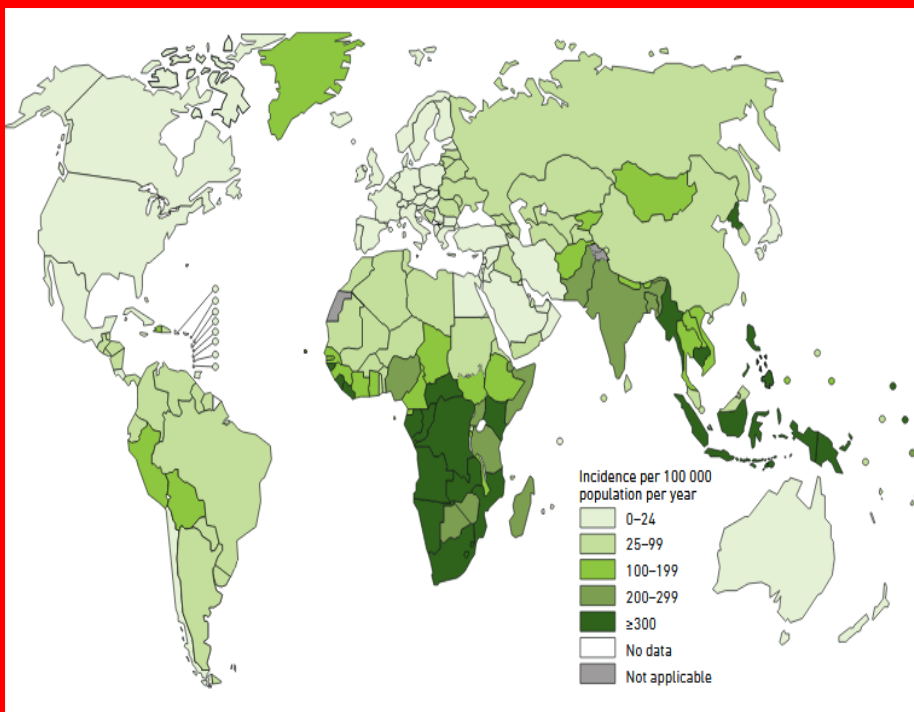 Incidence per 100 000
population per year
0–24
25–99
100–199
200–299
≥300
No data
Not applicable